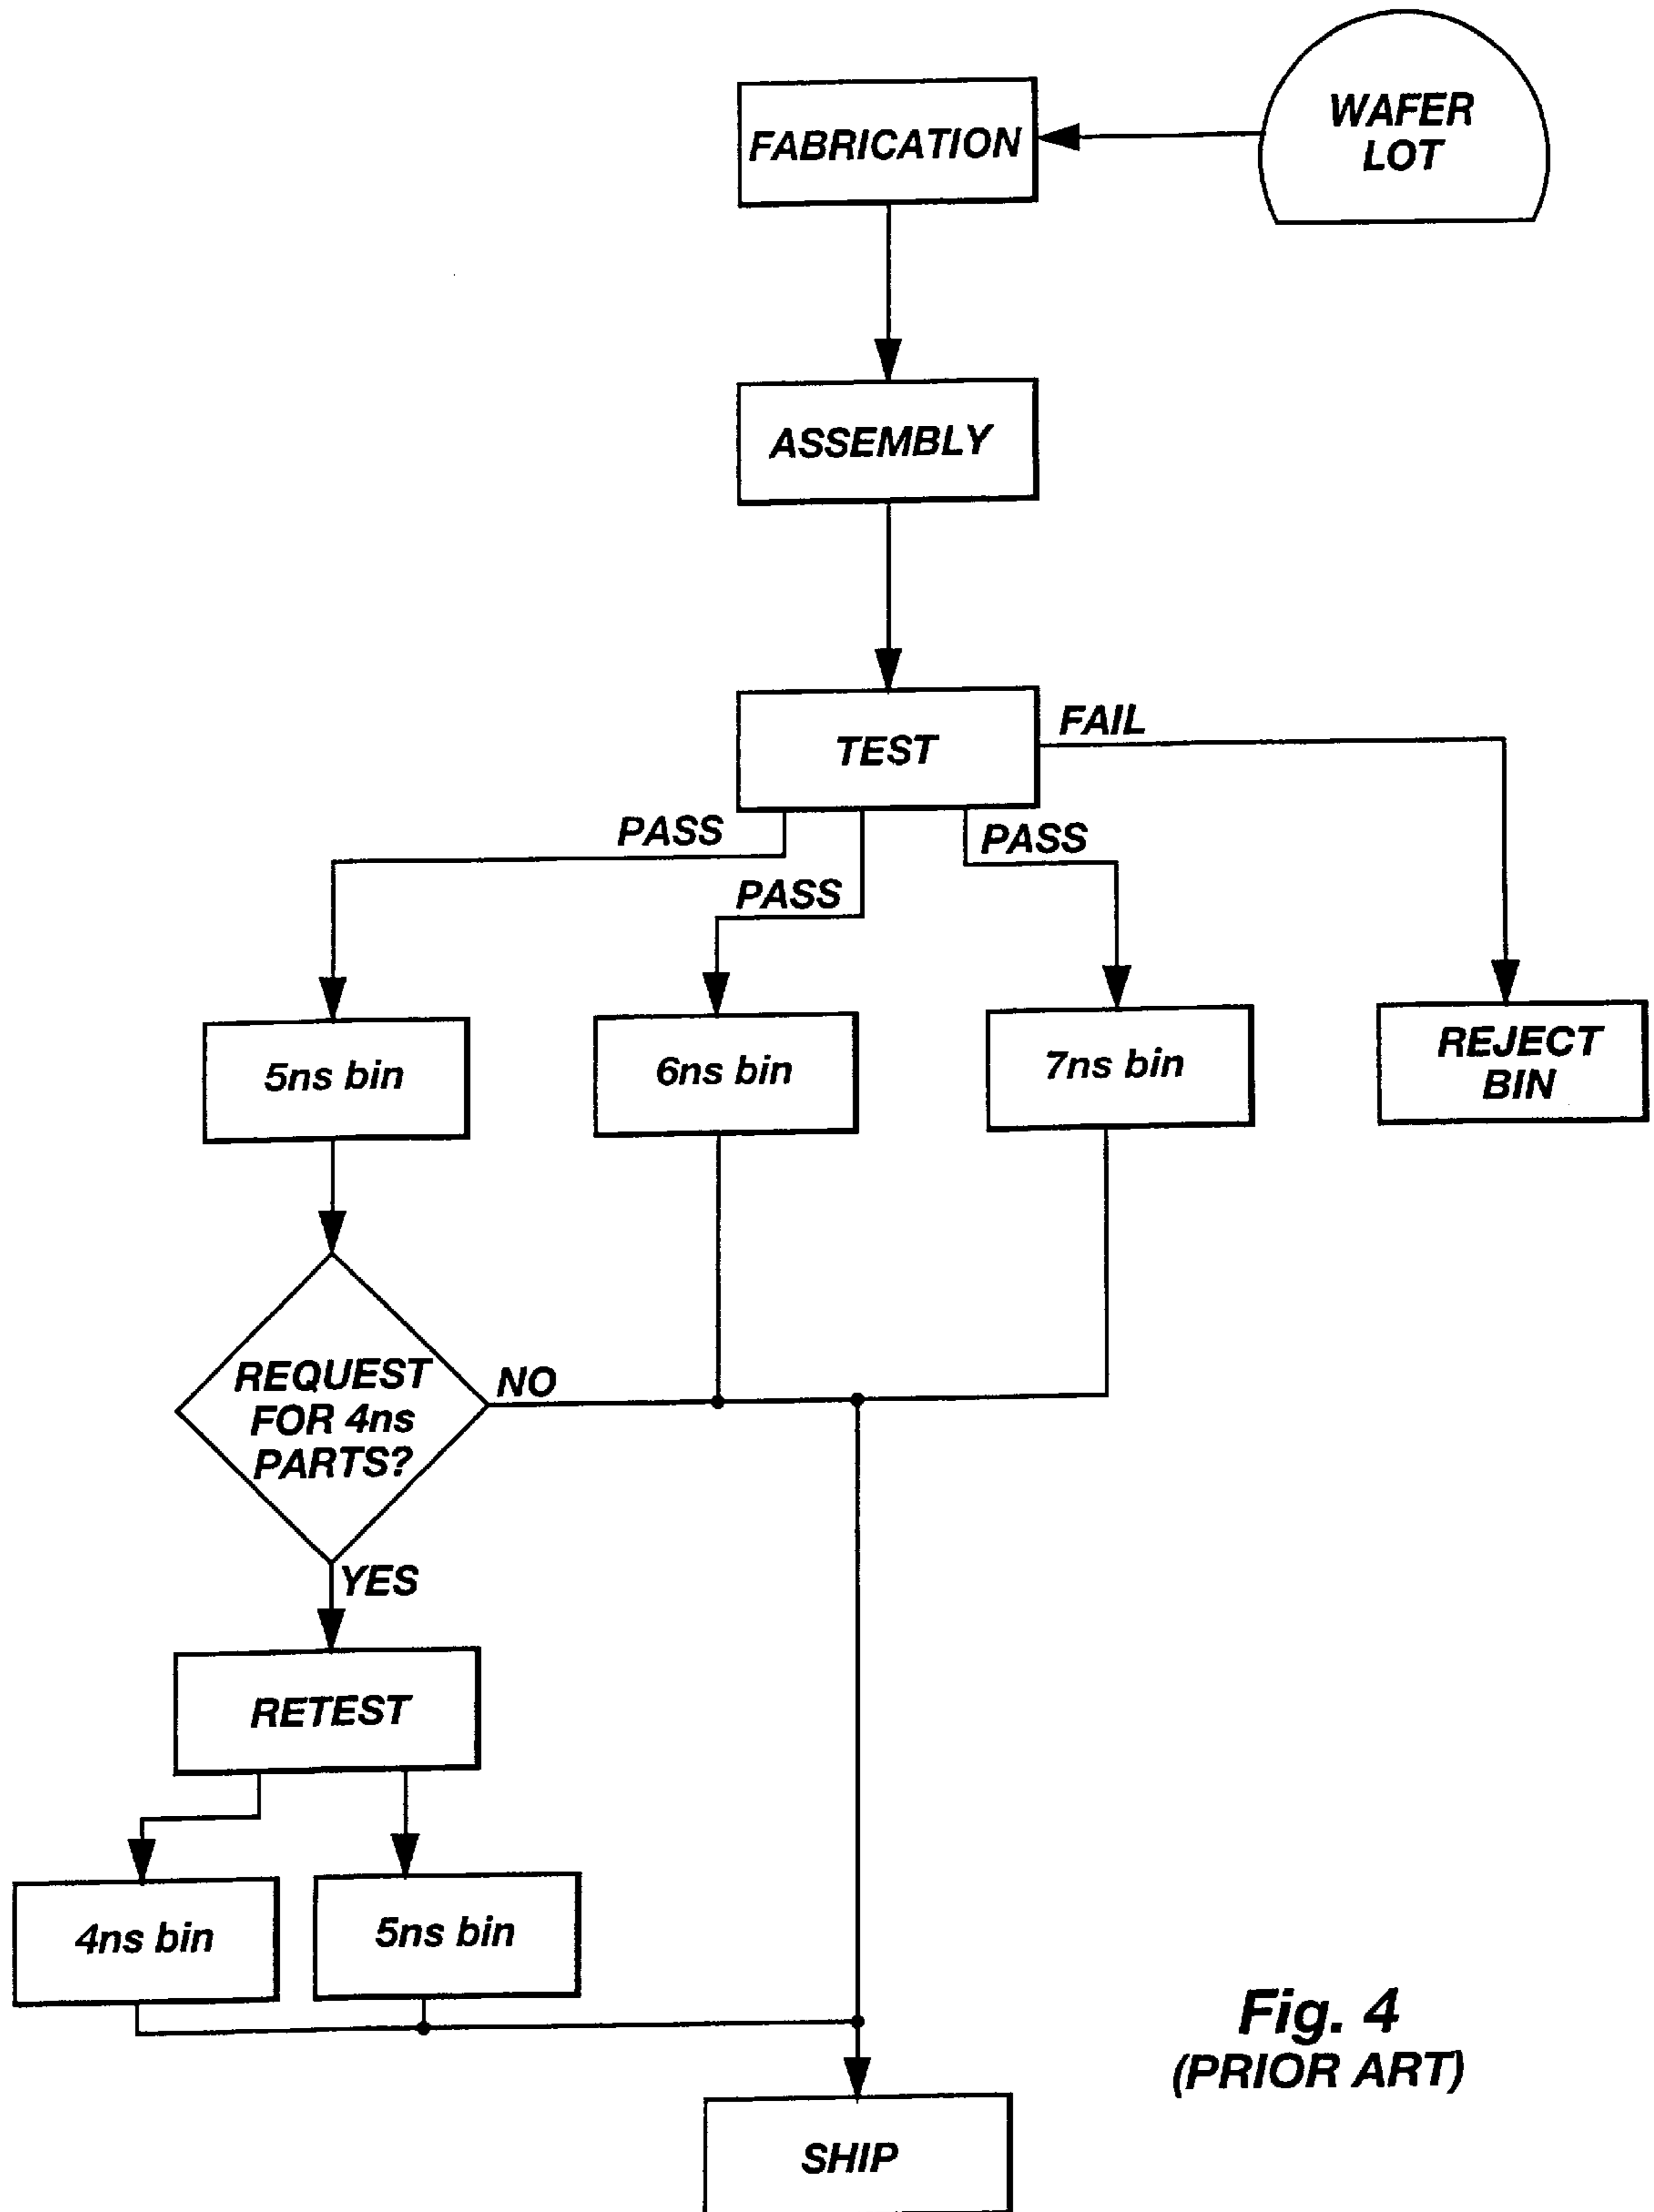 WAFER
LOT
FABRICATION
ASSEMBLY
TEST
FAIL
PASS
PASS
PASS
5ns bin
6ns bin
7ns bin
REJECT
BIN
REQUEST
FOR 4ns
PARTS?
NO
YES
RETEST
4ns bin
5ns bin
Fig. 4
(PRIOR ART)
SHIP